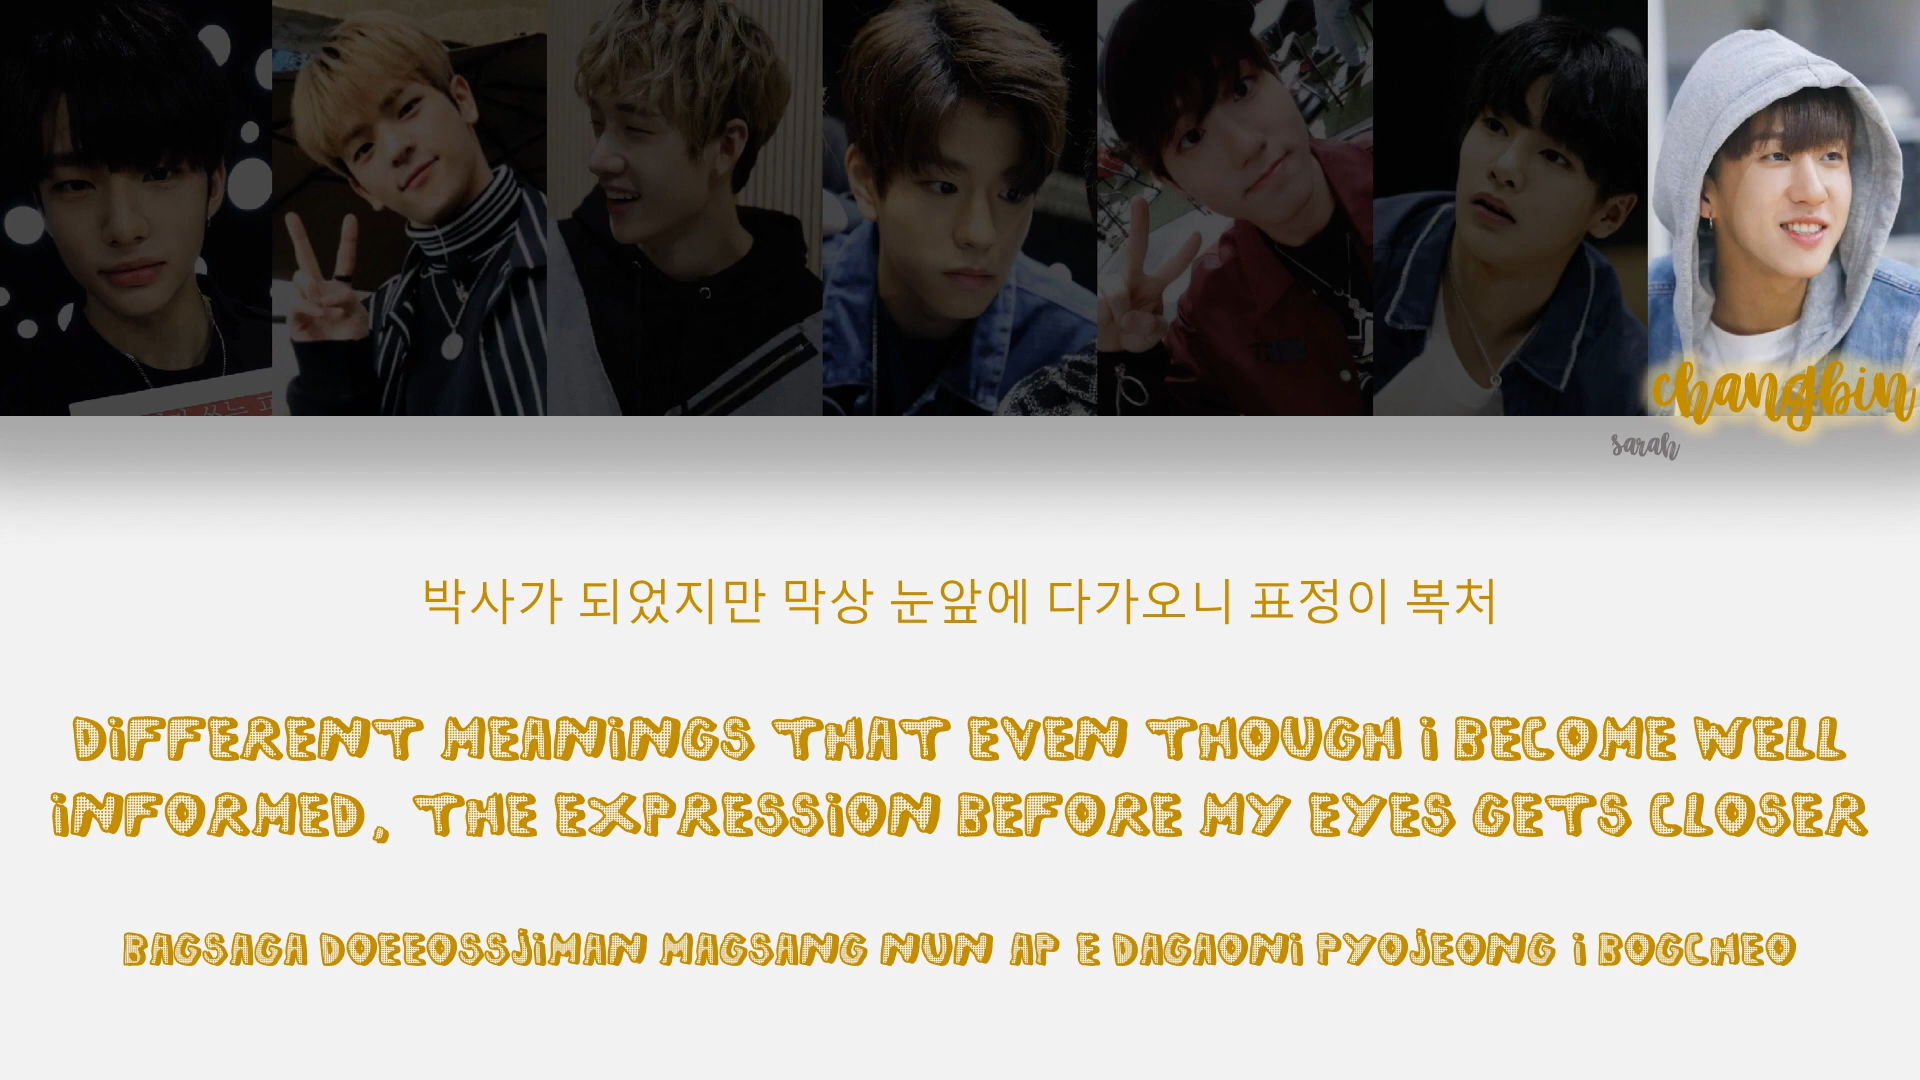 changbin
sarah
박사가 되었지만 막상 눈앞에 다가오니 표정이 복처
DIFFERENT MEANINGS THAT EVEN THOUGH I BECOME WELL
INFORMED, THE EXPRESSION BEFORE MY EYES GETS CLOSER
BAGSAGA DOEEOSSJIMAN MAGSANG NUN AP E DAGAONI PYOJEONG I BOGCHEO